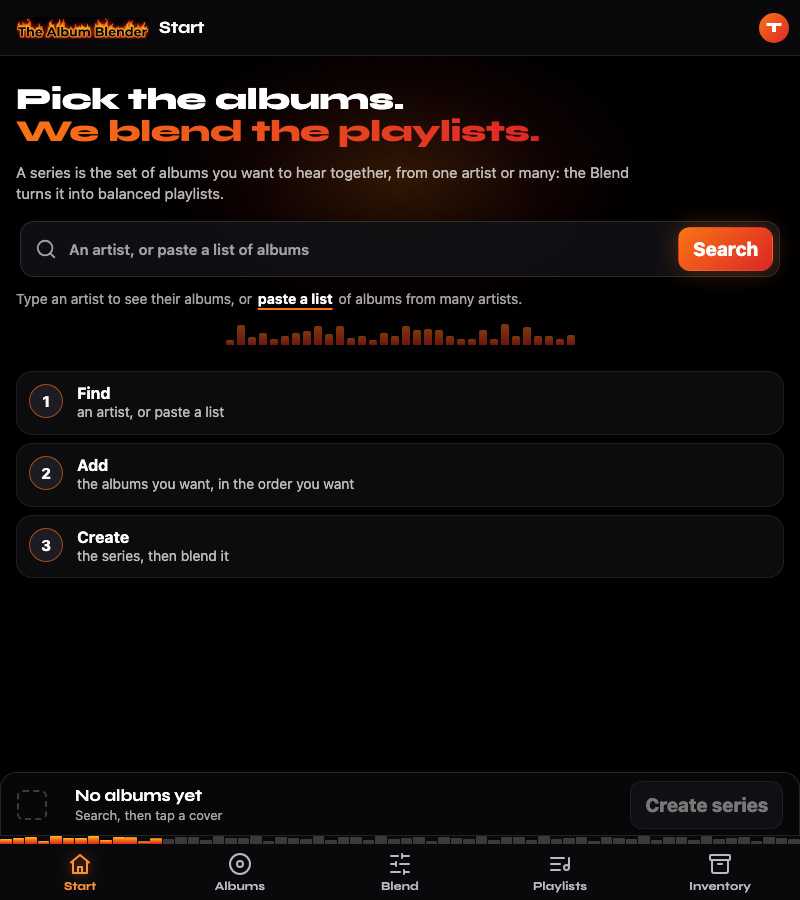 The Album Blender Start T
Pick the albums.
We blend the playlists.
A series is the set of albums you want to hear together, from one artist or many: the Blend
turns it into balanced playlists.
An artist, or paste a list of albums Search
Type an artist to see their albums, or paste a list of albums from many artists.
1 Find
an artist, or paste a list
2 Add
the albums you want, in the order you want
3 Create
the series, then blend it
No albums yet
Search, then tap a cover
Create series
Start Albums Blend Playlists Inventory